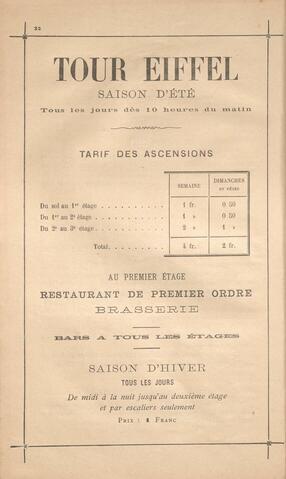 22
TOUR EIFFEL
SAISON D'ÉTÉ
Tous les jours dès 10 heures du matin
TARIF DES ASCENSIONS
SEMAINE DIMANCHES ET FÊTES
Du sol au 1er étage . . . . . . . . . 1 fr. 0 50
Du 1er au 2e étage . . . . . . . . . 1 » 0 50
Du 2e au 3e étage . . . . . . . . . 2 » 1 »
Total. . . . . . 4 fr. 2 fr.
AU PREMIER ÉTAGE
RESTAURANT DE PREMIER ORDRE
BRASSERIE
BARS A TOUS LES ÉTAGES
SAISON D'HIVER
TOUS LES JOURS
De midi à la nuit jusqu'au deuxième étage
et par escaliers seulement
PRIX : 1 FRANC